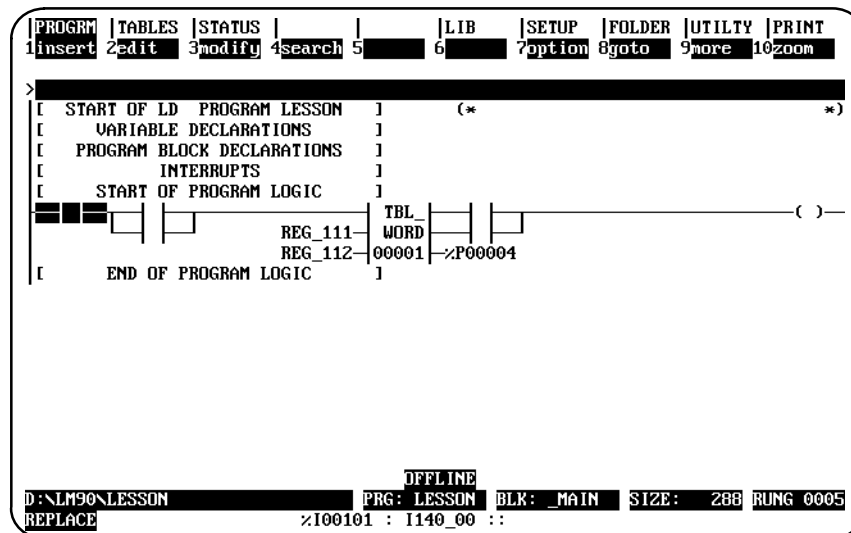 PROGRM TABLES STATUS LIB SETUP FOLDER UTILTY PRINT
1insert 2edit 3modify 4search 5 6 7option 8goto 9more 10zoom
>
[ START OF LD PROGRAM LESSON ] (* *)
[ VARIABLE DECLARATIONS ]
[ PROGRAM BLOCK DECLARATIONS ]
[ INTERRUPTS ]
[ START OF PROGRAM LOGIC ]
TBL_ ( )
REG_111 WORD
REG_112 00001 %P00004
[ END OF PROGRAM LOGIC ]
OFFLINE
D:\LM90\LESSON PRG: LESSON BLK: _MAIN SIZE: 288 RUNG 0005
REPLACE %I00101 : I140_00 ::